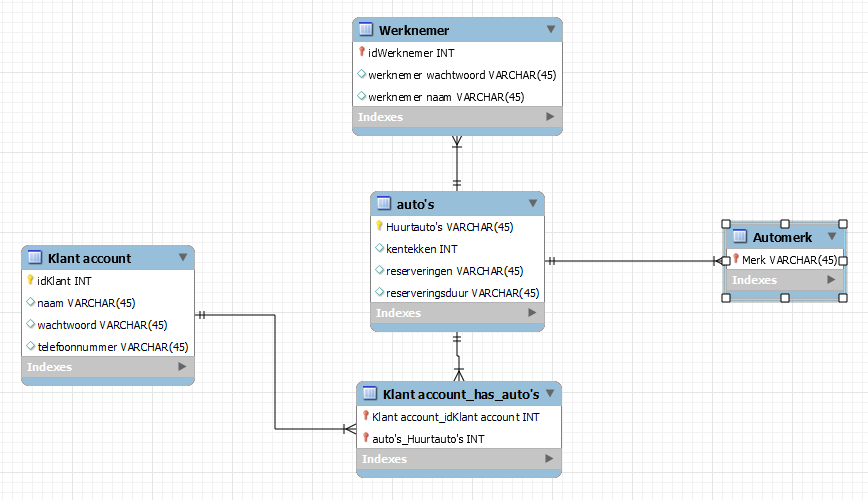 Werknemer
idWerknemer INT
werknemer wachtwoord VARCHAR(45)
werknemer naam VARCHAR(45)
Indexes
auto's
Huurtauto's VARCHAR(45)
kentekken INT
reserveringen VARCHAR(45)
reserveringsduur VARCHAR(45)
Indexes
Automerk
Merk VARCHAR(45)
Indexes
Klant account
idKlant INT
naam VARCHAR(45)
wachtwoord VARCHAR(45)
telefoonnummer VARCHAR(45)
Indexes
Klant account_has_auto's
Klant account_idKlant account INT
auto's_Huurtauto's INT
Indexes